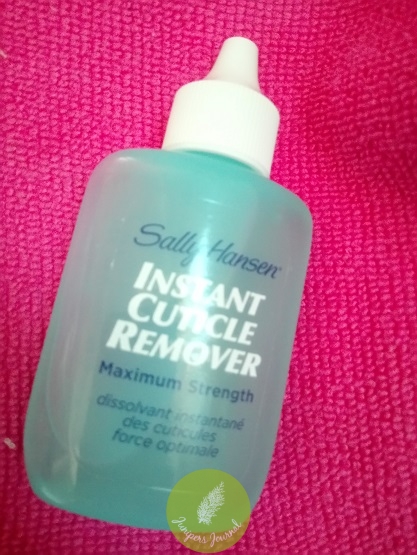 Sally Hansen®
INSTANT
CUTICLE
REMOVER
Maximum Strength
dissolvant instantané
des cuticules
force optimale
Junipers Journal